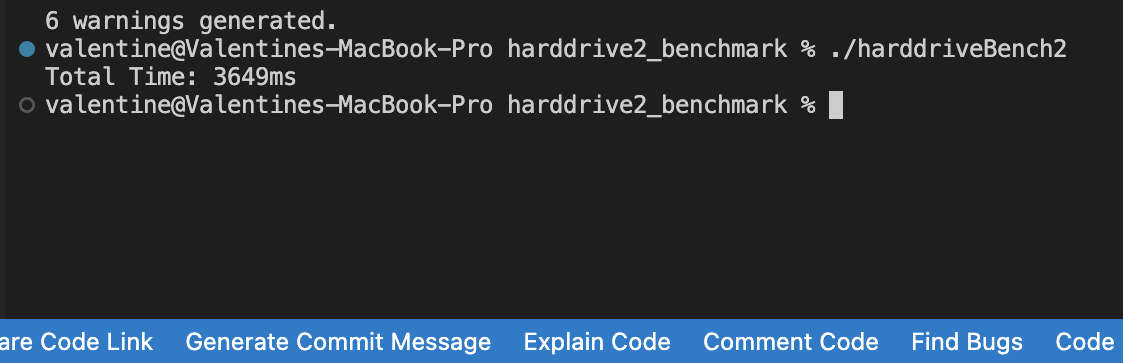 6 warnings generated.
valentine@Valentines-MacBook-Pro harddrive2_benchmark % ./harddriveBench2
Total Time: 3649ms
valentine@Valentines-MacBook-Pro harddrive2_benchmark %
are Code Link Generate Commit Message Explain Code Comment Code Find Bugs Code